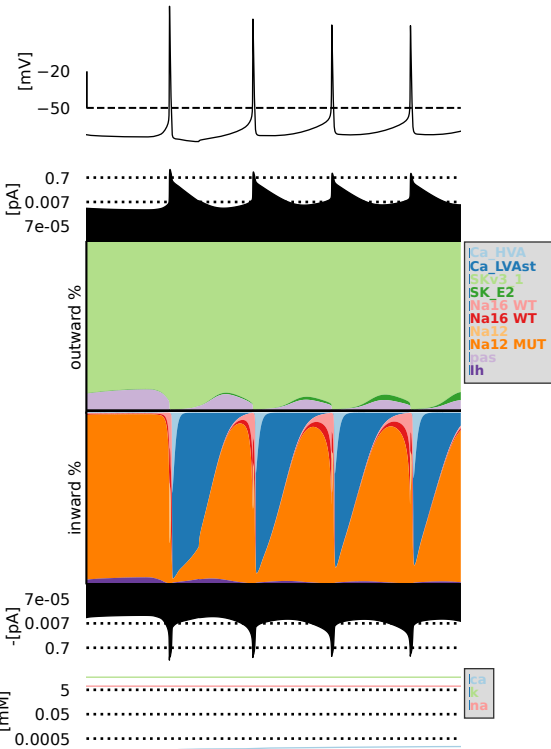 [mV]
−20
−50
[pA]
0.7
0.007
7e-05
outward %
Ca_HVA
Ca_LVAst
SKv3_1
SK_E2
Na16 WT
Na16 WT
Na12
Na12 MUT
pas
Ih
inward %
-[pA]
7e-05
0.007
0.7
[mM]
5
0.05
0.0005
ca
k
na